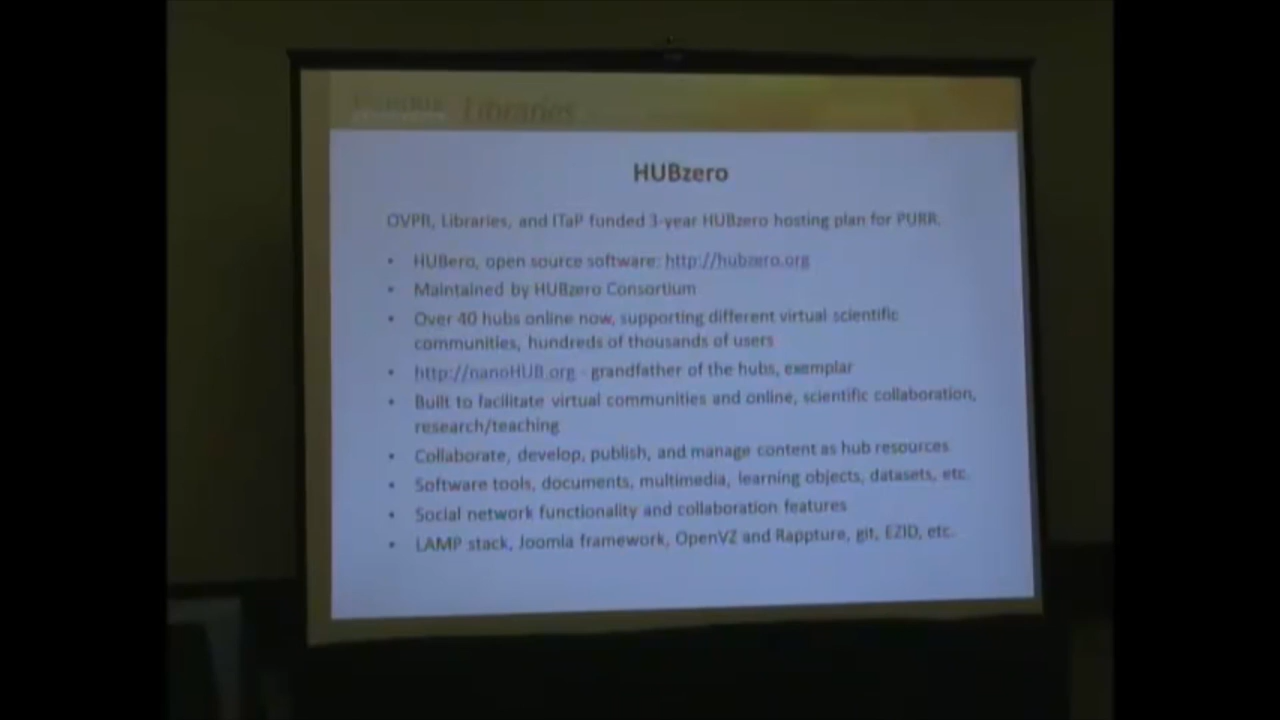 Libraries
HUBzero
OVPR, Libraries, and ITaP funded 3-year HUBzero hosting plan for PURR.
• HUBero, open source software: http://hubzero.org
• Maintained by HUBzero Consortium
• Over 40 hubs online now, supporting different virtual scientific
communities, hundreds of thousands of users
• http://nanoHUB.org - grandfather of the hubs, exemplar
• Built to facilitate virtual communities and online, scientific collaboration,
research/teaching
• Collaborate, develop, publish, and manage content as hub resources
• Software tools, documents, multimedia, learning objects, datasets, etc.
• Social network functionality and collaboration features
• LAMP stack, Joomla framework, OpenVZ and Rappture, git, EZID, etc.